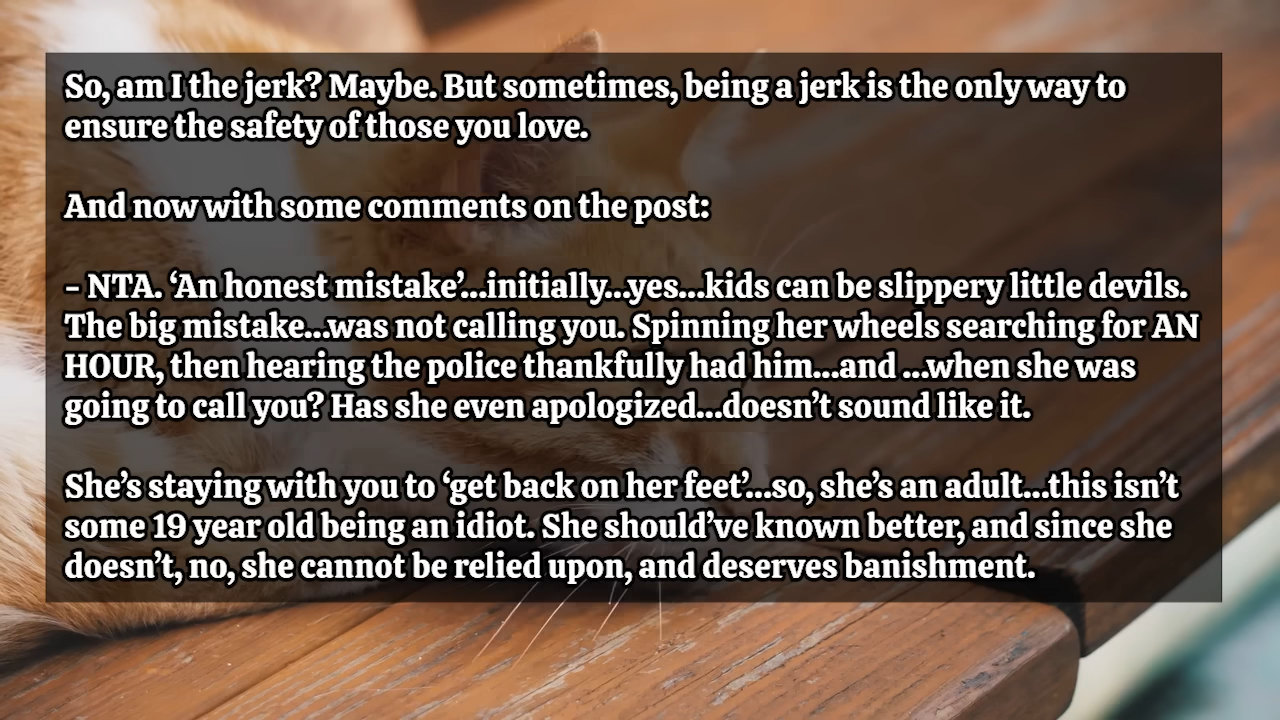 So, am I the jerk? Maybe. But sometimes, being a jerk is the only way to
ensure the safety of those you love.
And now with some comments on the post:
- NTA. ‘An honest mistake’...initially...yes...kids can be slippery little devils.
The big mistake...was not calling you. Spinning her wheels searching for AN
HOUR, then hearing the police thankfully had him...and ...when she was
going to call you? Has she even apologized...doesn’t sound like it.
She’s staying with you to ‘get back on her feet’...so, she’s an adult...this isn’t
some 19 year old being an idiot. She should’ve known better, and since she
doesn’t, no, she cannot be relied upon, and deserves banishment.